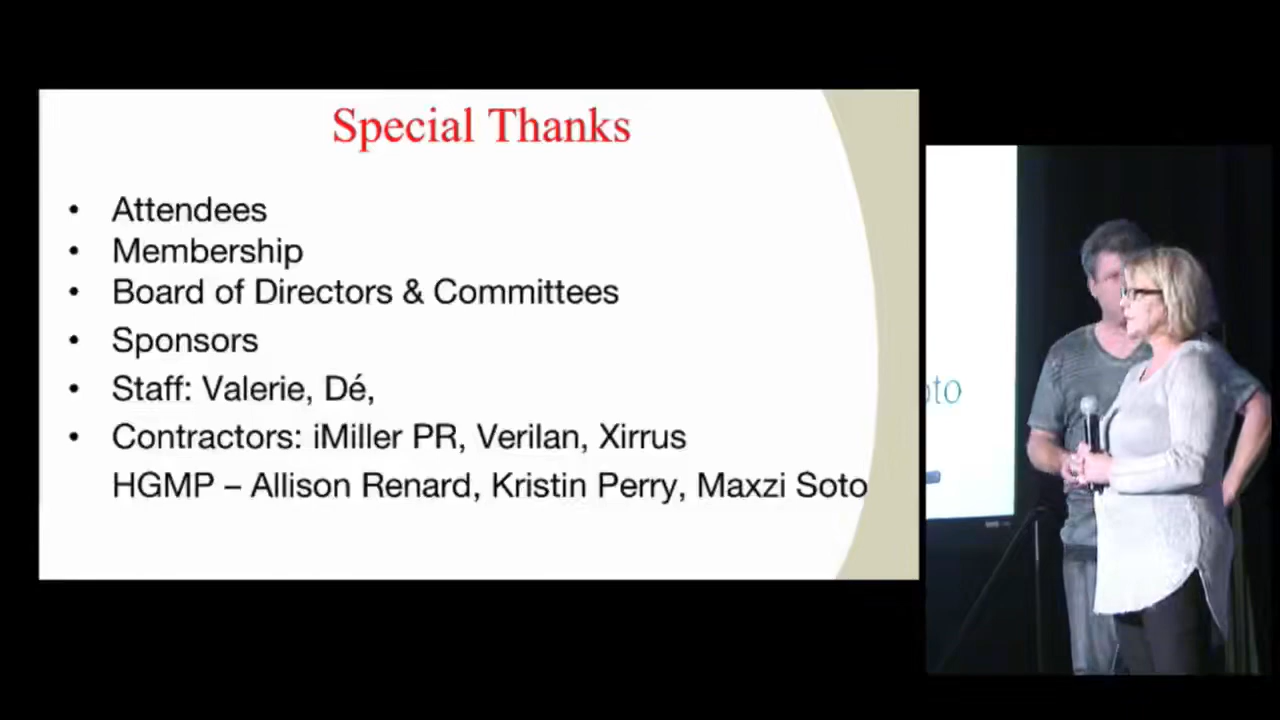 Special Thanks
• Attendees
• Membership
• Board of Directors & Committees
• Sponsors
• Staff: Valerie, Dé,
• Contractors: iMiller PR, Verilan, Xirrus
HGMP – Allison Renard, Kristin Perry, Maxzi Soto
oto